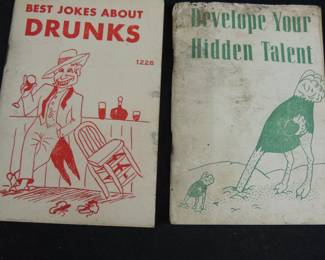 BEST JOKES ABOUT
DRUNKS
1228
Develope Your
Hidden Talent